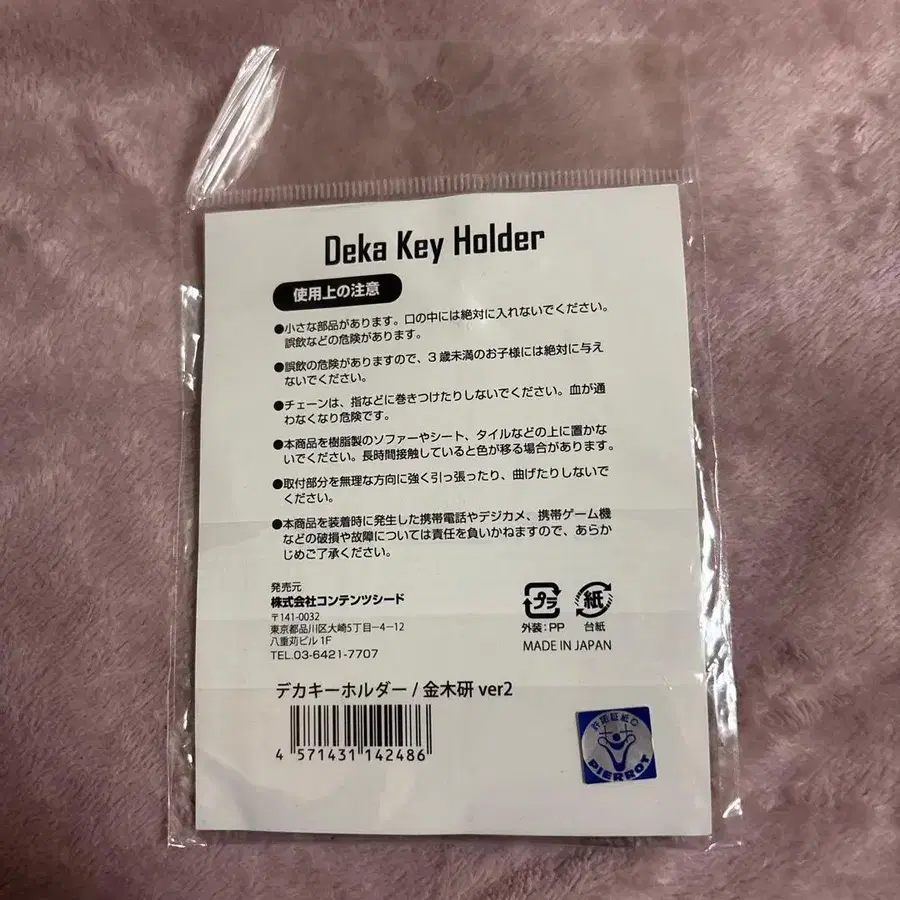 Deka Key Holder
使用上の注意
●小さな部品があります。口の中には絶対に入れないでください。
誤飲などの危険があります。
●誤飲の危険がありますので、3歳未満のお子様には絶対に与え
ないでください。
●チェーンは、指などに巻きつけたりしないでください。血が通
わなくなり危険です。
●本商品を樹脂製のソファーやシート、タイルなどの上に置かな
いでください。長時間接触していると色が移る場合があります。
●取付部分を無理な方向に強く引っ張ったり、曲げたりしないで
ください。
●本商品を装着時に発生した携帯電話やデジカメ、携帯ゲーム機
などの破損や故障については責任を負いかねますので、あらか
じめご了承ください。
発売元
株式会社コンテンツシード
〒141-0032
東京都品川区大崎5丁目-4-12
八重苅ビル1F
TEL.03-6421-7707
プラ
紙
外装:PP
台紙
MADE IN JAPAN
デカキーホルダー / 金木研 ver2
4 571431 142486
許諾証紙C
PIERROT